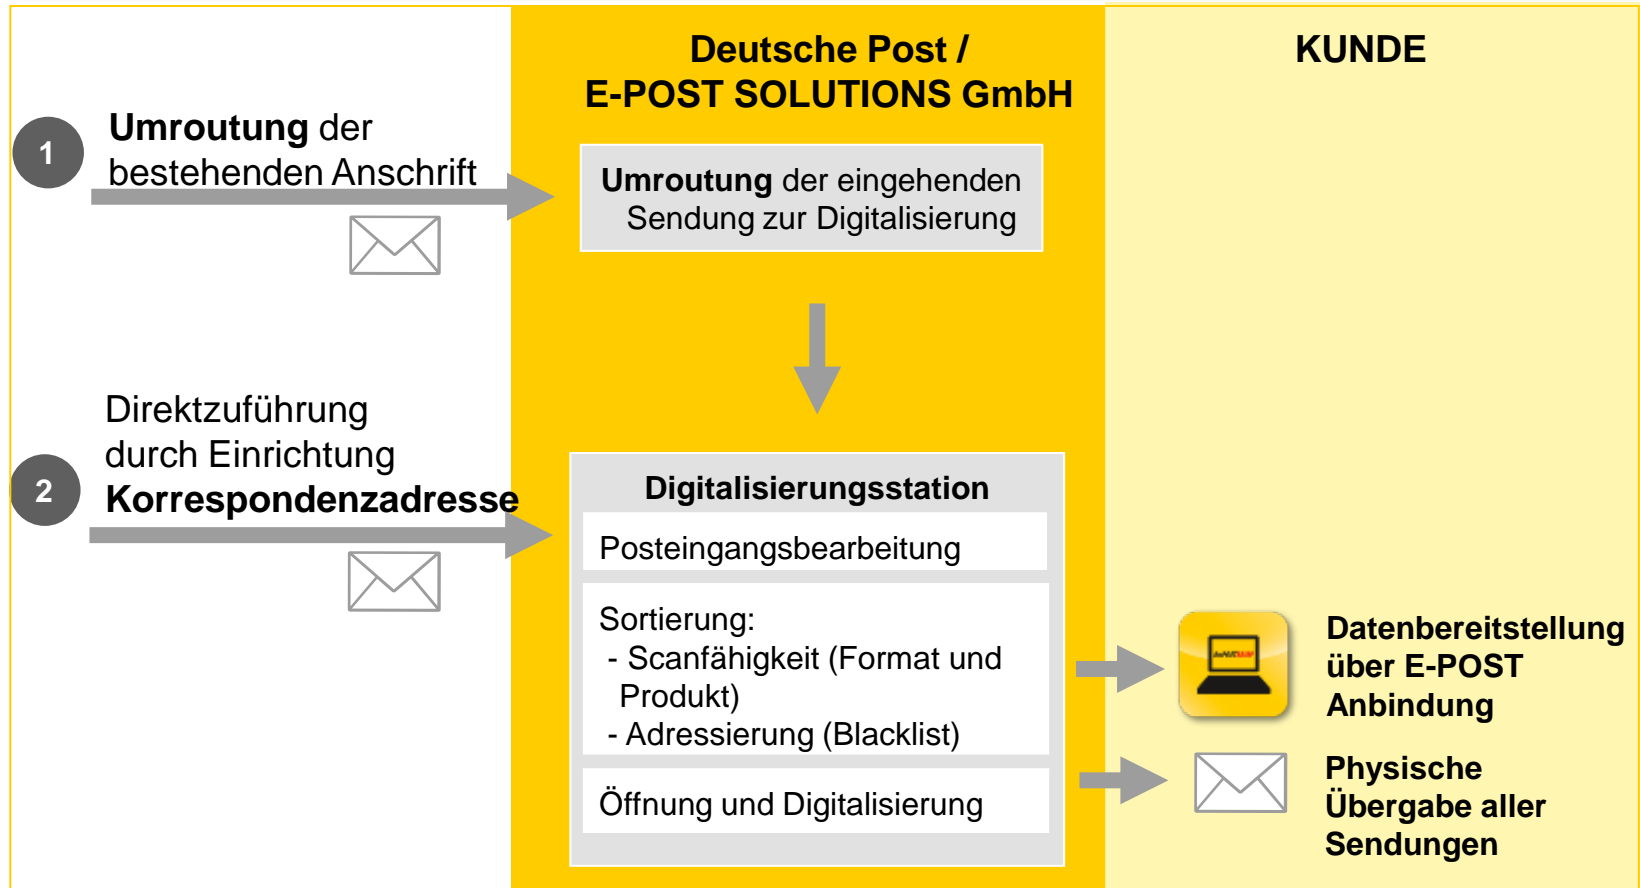 Deutsche Post /
E-POST SOLUTIONS GmbH
KUNDE
1
Umroutung der
bestehenden Anschrift
Umroutung der eingehenden
Sendung zur Digitalisierung
2
Direktzuführung
durch Einrichtung
Korrespondenzadresse
Digitalisierungsstation
Posteingangsbearbeitung
Sortierung:
- Scanfähigkeit (Format und
Produkt)
- Adressierung (Blacklist)
Öffnung und Digitalisierung
Datenbereitstellung
über E-POST
Anbindung
Physische
Übergabe aller
Sendungen